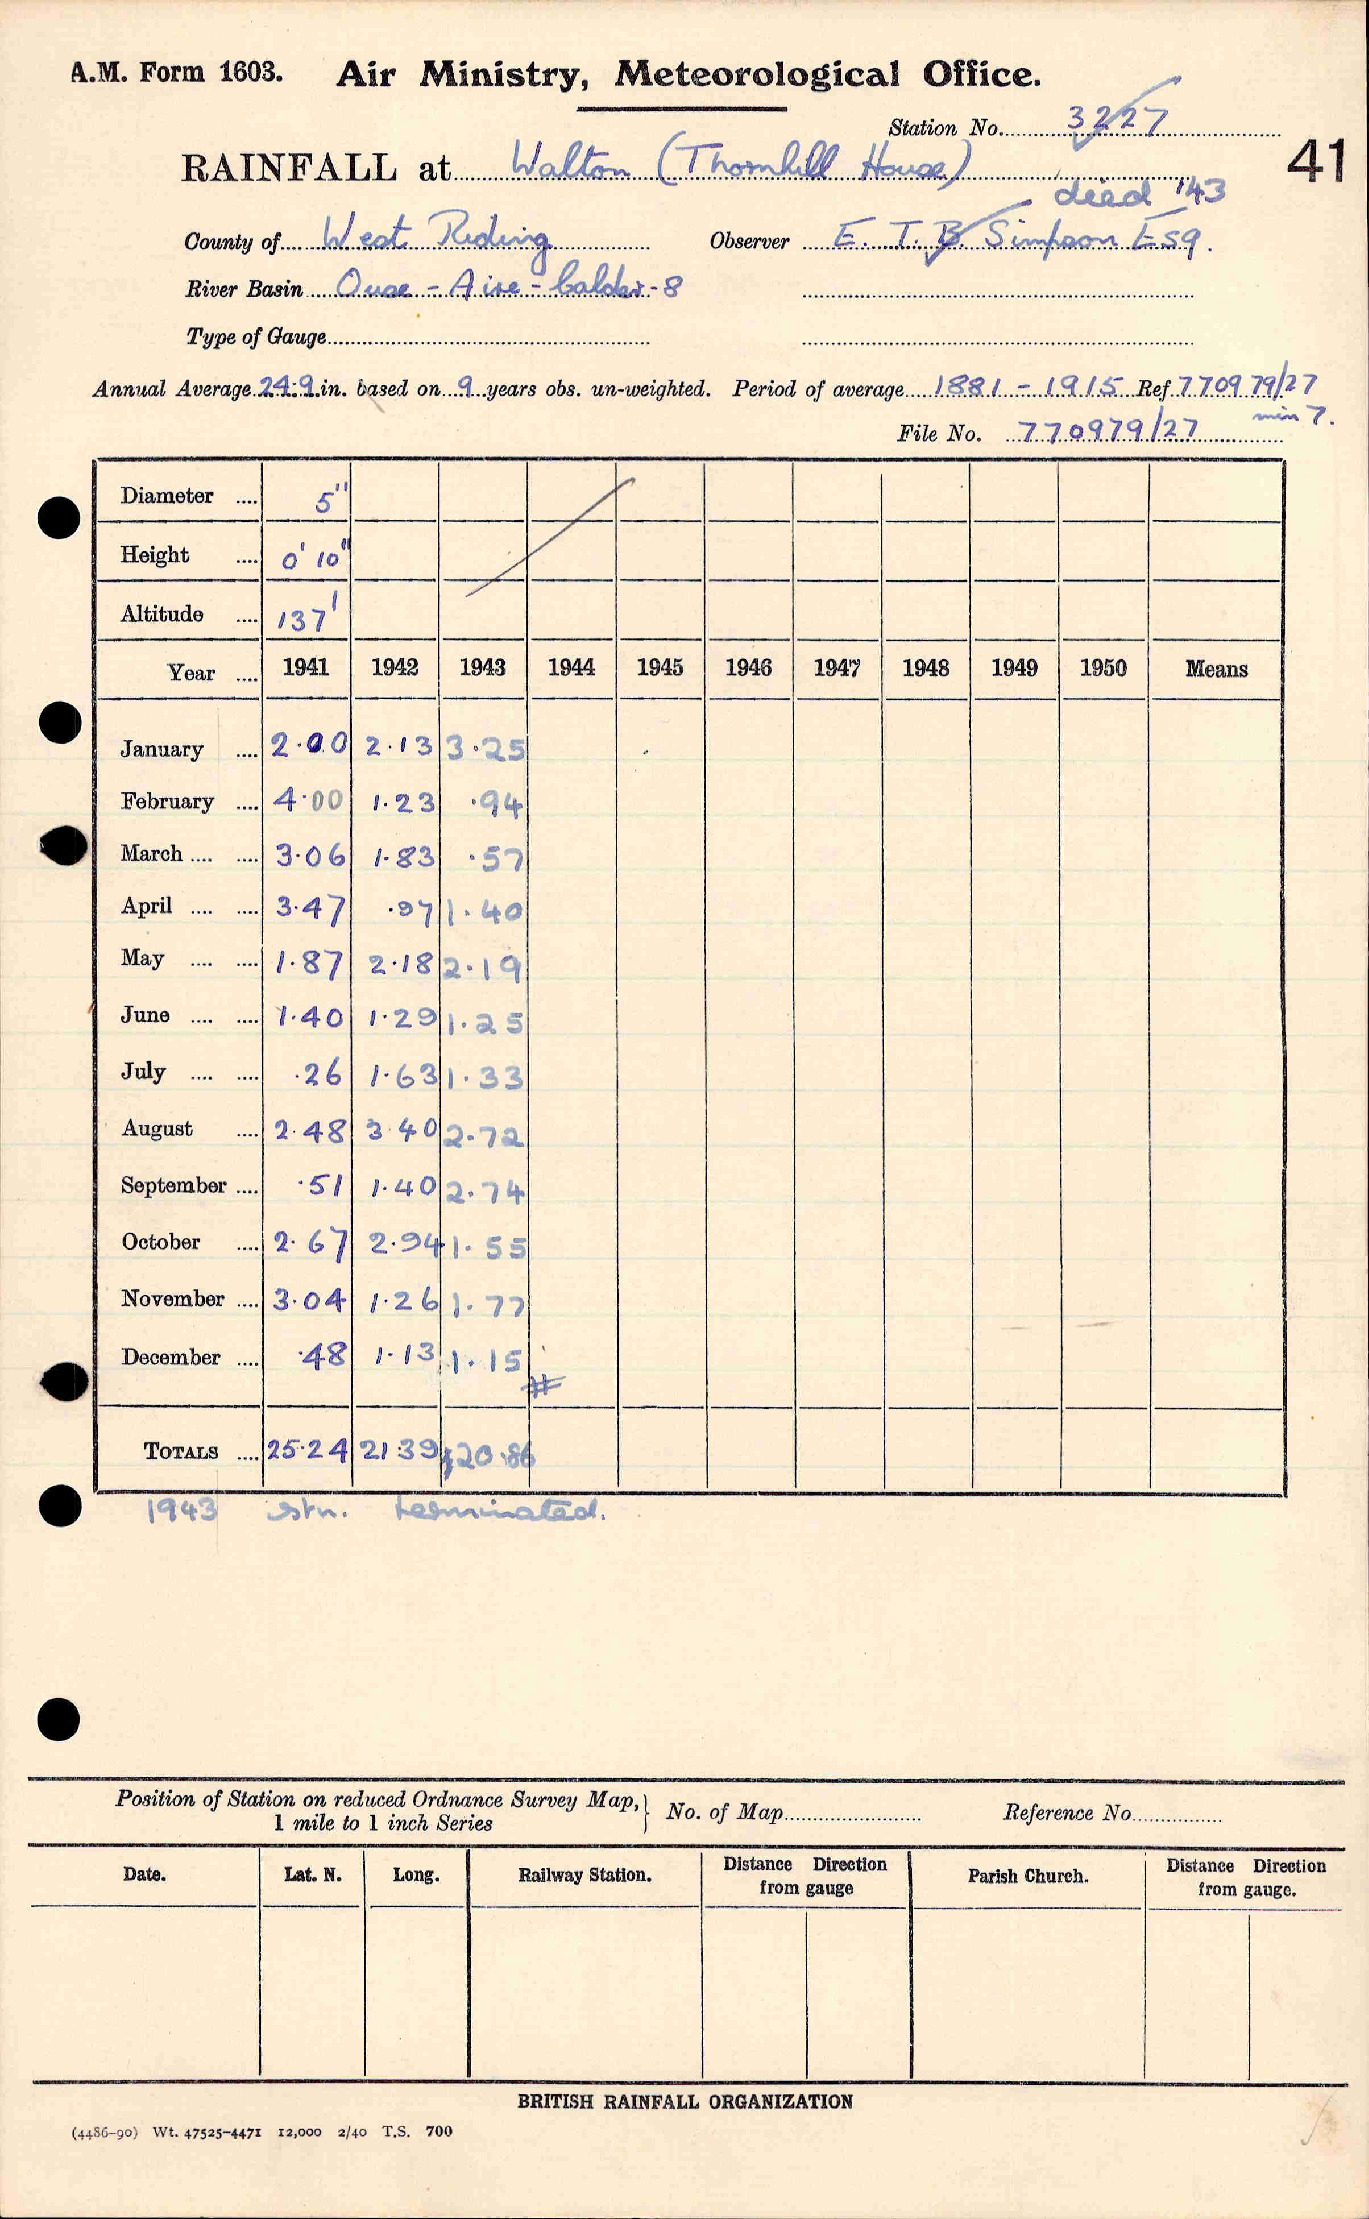 A.M. Form 1603. Air Ministry, Meteorological Office.
Station No. 3227
RAINFALL at Walton (Thornhill House) 41
died '43
County of West Riding Observer E. T. B. Simpson Esq.
River Basin Ouse - Aire - Calder - 8
Type of Gauge
Annual Average 24.9 in. based on 9 years obs. un-weighted. Period of average 1881 - 1915 Ref 770979/27
min 7.
File No. 770979/27
Diameter .... 5"
Height .... 0' 10"
Altitude .... 137'
Year .... 1941 1942 1943 1944 1945 1946 1947 1948 1949 1950 Means
January .... 2.00 2.13 3.25
February .... 4.00 1.23 .94
March .... .... 3.06 1.83 .57
April .... .... 3.47 .97 1.40
May .... .... 1.87 2.18 2.19
June .... .... 1.40 1.29 1.25
July .... .... .26 1.63 1.33
August .... 2.48 3.40 2.72
September .... .51 1.40 2.74
October .... 2.67 2.94 1.55
November .... 3.04 1.26 1.77
December .... .48 1.13 1.15
#
TOTALS .... 25.24 21.39 20.86
1943 stn. terminated.
Position of Station on reduced Ordnance Survey Map, 1 mile to 1 inch Series } No. of Map Reference No.
Date. Lat. N. Long. Railway Station. Distance Direction from gauge Parish Church. Distance Direction from gauge.
BRITISH RAINFALL ORGANIZATION
(4486-90) Wt. 47525-4471 12,000 2/40 T.S. 700